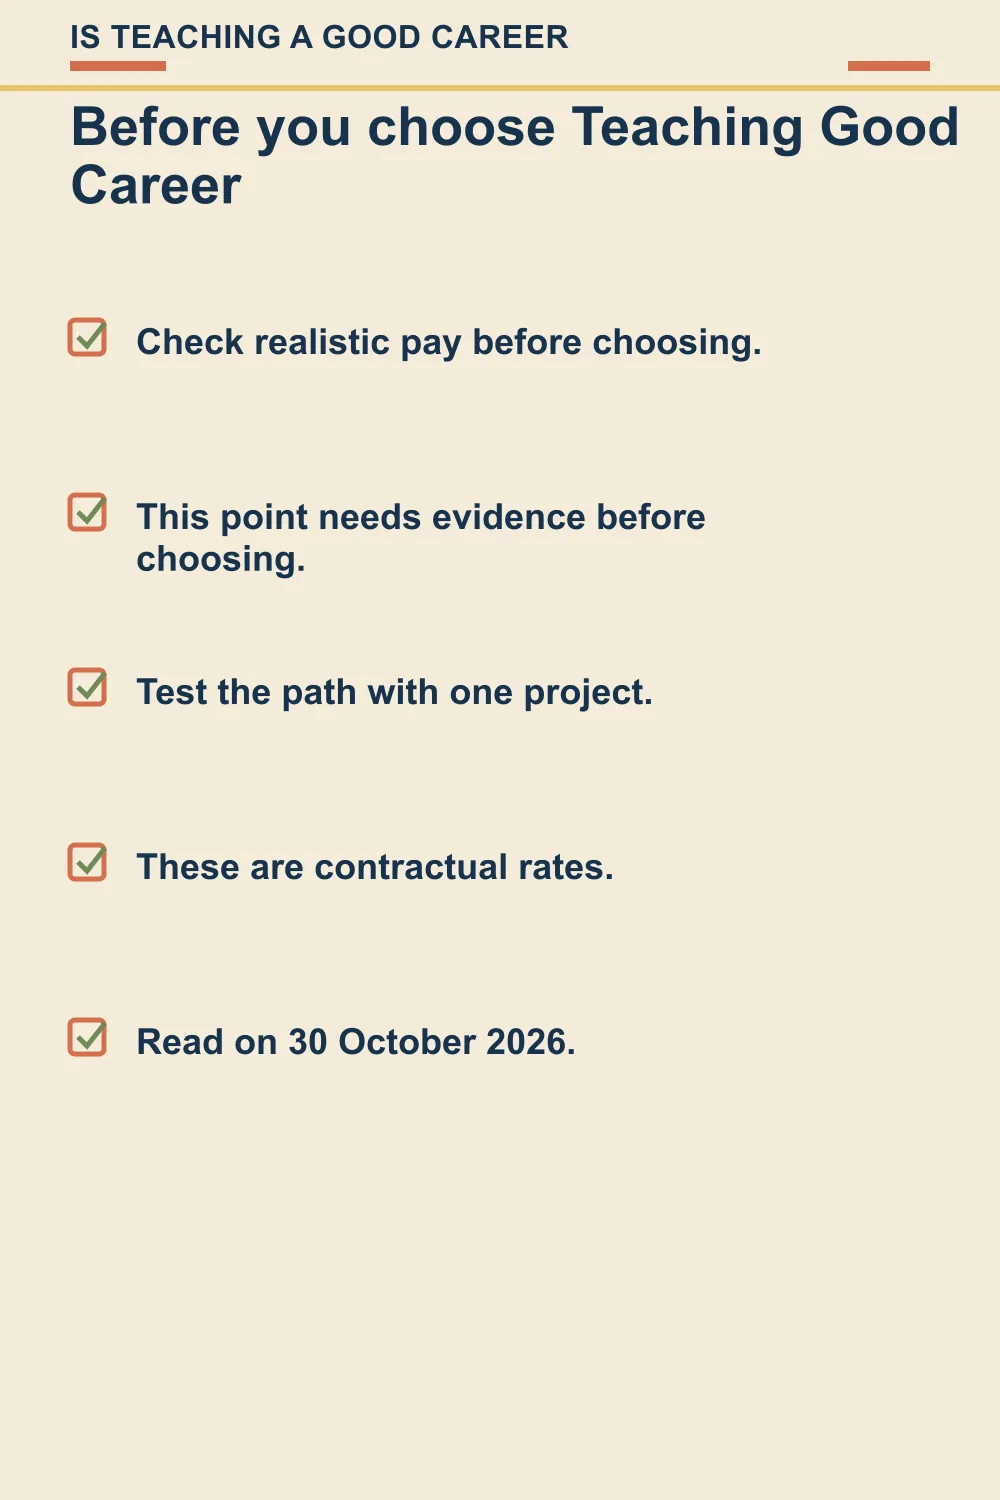 IS TEACHING A GOOD CAREER
Before you choose Teaching Good
Career
Check realistic pay before choosing.
This point needs evidence before
choosing.
Test the path with one project.
These are contractual rates.
Read on 30 October 2026.